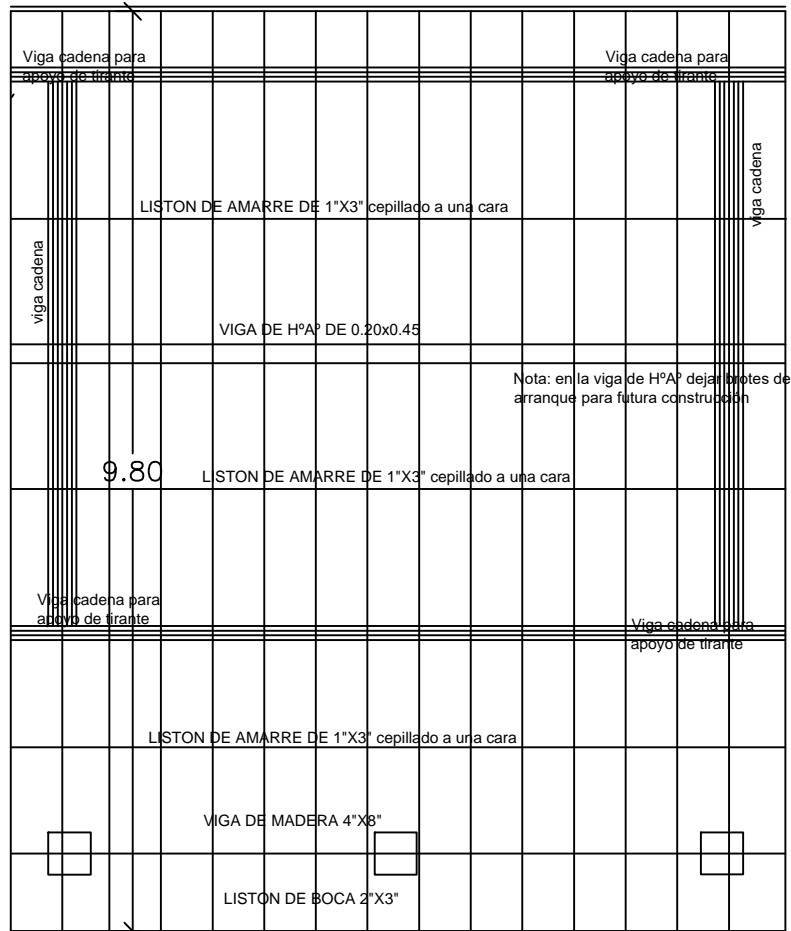 Viga cadena para
apoyo de tirante
Viga cadena para
apoyo de tirante
viga cadena
LISTON DE AMARRE DE 1"X3" cepillado a una cara
viga cadena
VIGA DE HºAº DE 0.20x0.45
Nota: en la viga de HºAº dejar brotes de
arranque para futura construcción
9.80
LISTON DE AMARRE DE 1"X3" cepillado a una cara
Viga cadena para
apoyo de tirante
Viga cadena para
apoyo de tirante
LISTON DE AMARRE DE 1"X3" cepillado a una cara
VIGA DE MADERA 4"X8"
LISTON DE BOCA 2"X3"